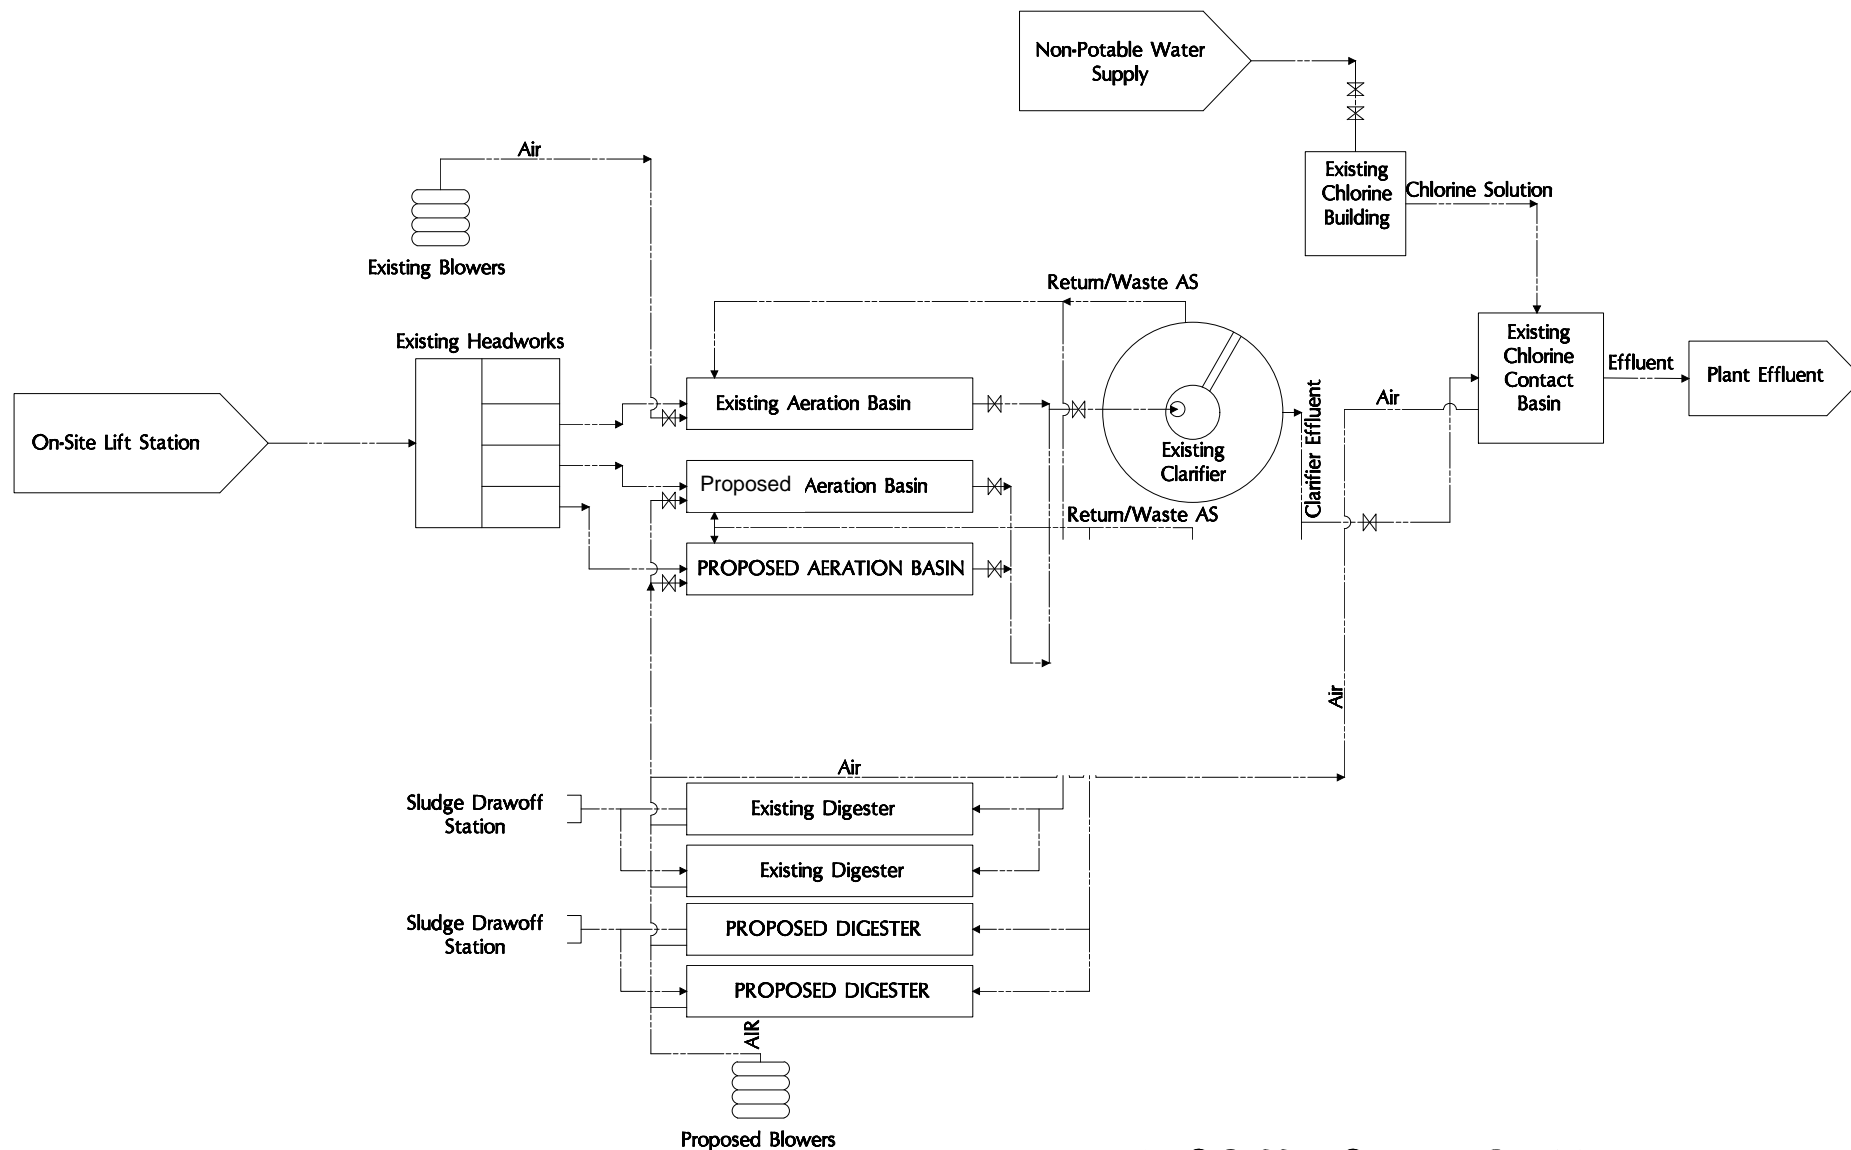 Non-Potable Water
Supply
Air
Existing
Chlorine
Building
Chlorine Solution
Existing Blowers
Return/Waste AS
Existing Headworks
Existing
Chlorine
Contact
Basin
Effluent
Plant Effluent
On-Site Lift Station
Existing Aeration Basin
Existing
Clarifier
Clarifier Effluent
Air
Proposed Aeration Basin
Return/Waste AS
PROPOSED AERATION BASIN
Air
Air
Sludge Drawoff
Station
Existing Digester
Existing Digester
Sludge Drawoff
Station
PROPOSED DIGESTER
PROPOSED DIGESTER
AIR
Proposed Blowers